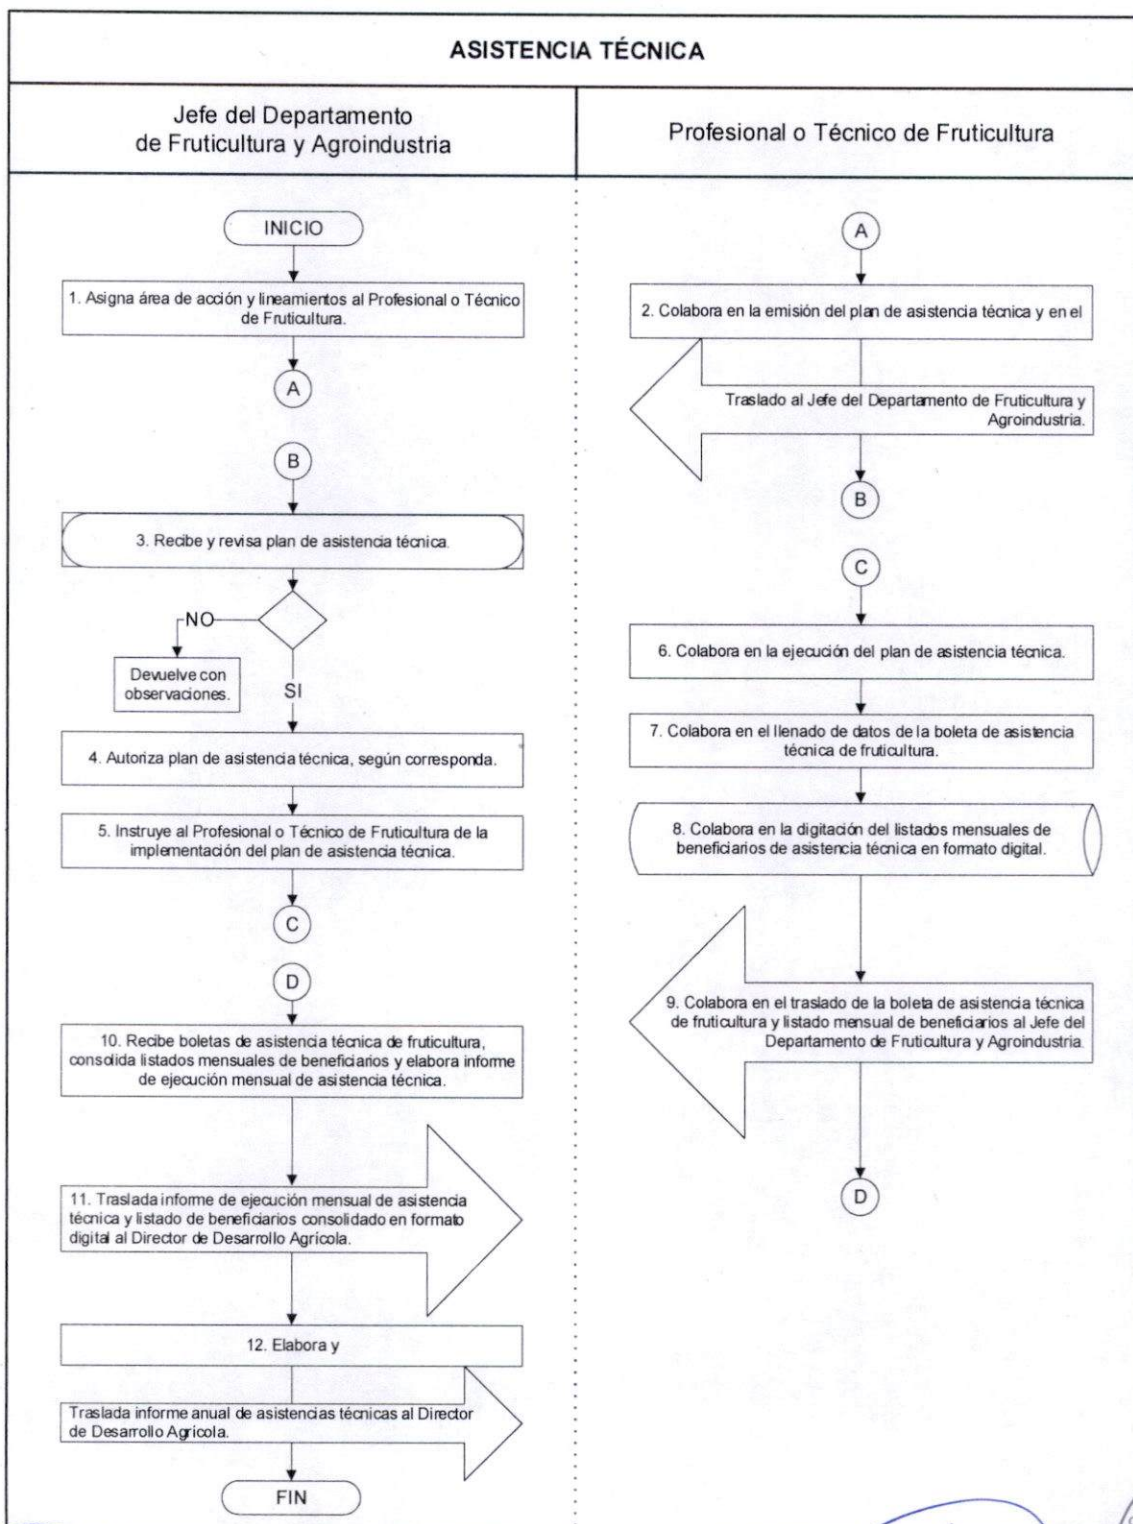 ASISTENCIA TÉCNICA
Jefe del Departamento
de Fruticultura y Agroindustria
Profesional o Técnico de Fruticultura
INICIO
1. Asigna área de acción y lineamientos al Profesional o Técnico
de Fruticultura.
A
B
3. Recibe y revisa plan de asistencia técnica.
NO
Devuelve con
observaciones.
SI
4. Autoriza plan de asistencia técnica, según corresponda.
5. Instruye al Profesional o Técnico de Fruticultura de la
implementación del plan de asistencia técnica.
C
D
10. Recibe boletas de asistencia técnica de fruticultura,
consolida listados mensuales de beneficiarios y elabora informe
de ejecución mensual de asistencia técnica.
11. Traslada informe de ejecución mensual de asistencia
técnica y listado de beneficiarios consolidado en formato
digital al Director de Desarrollo Agrícola.
12. Elabora y
Traslada informe anual de asistencias técnicas al Director
de Desarrollo Agrícola.
FIN
A
2. Colabora en la emisión del plan de asistencia técnica y en el
Traslado al Jefe del Departamento de Fruticultura y
Agroindustria.
B
C
6. Colabora en la ejecución del plan de asistencia técnica.
7. Colabora en el llenado de datos de la boleta de asistencia
técnica de fruticultura.
8. Colabora en la digitación del listados mensuales de
beneficiarios de asistencia técnica en formato digital.
9. Colabora en el traslado de la boleta de asistencia técnica
de fruticultura y listado mensual de beneficiarios al Jefe del
Departamento de Fruticultura y Agroindustria.
D